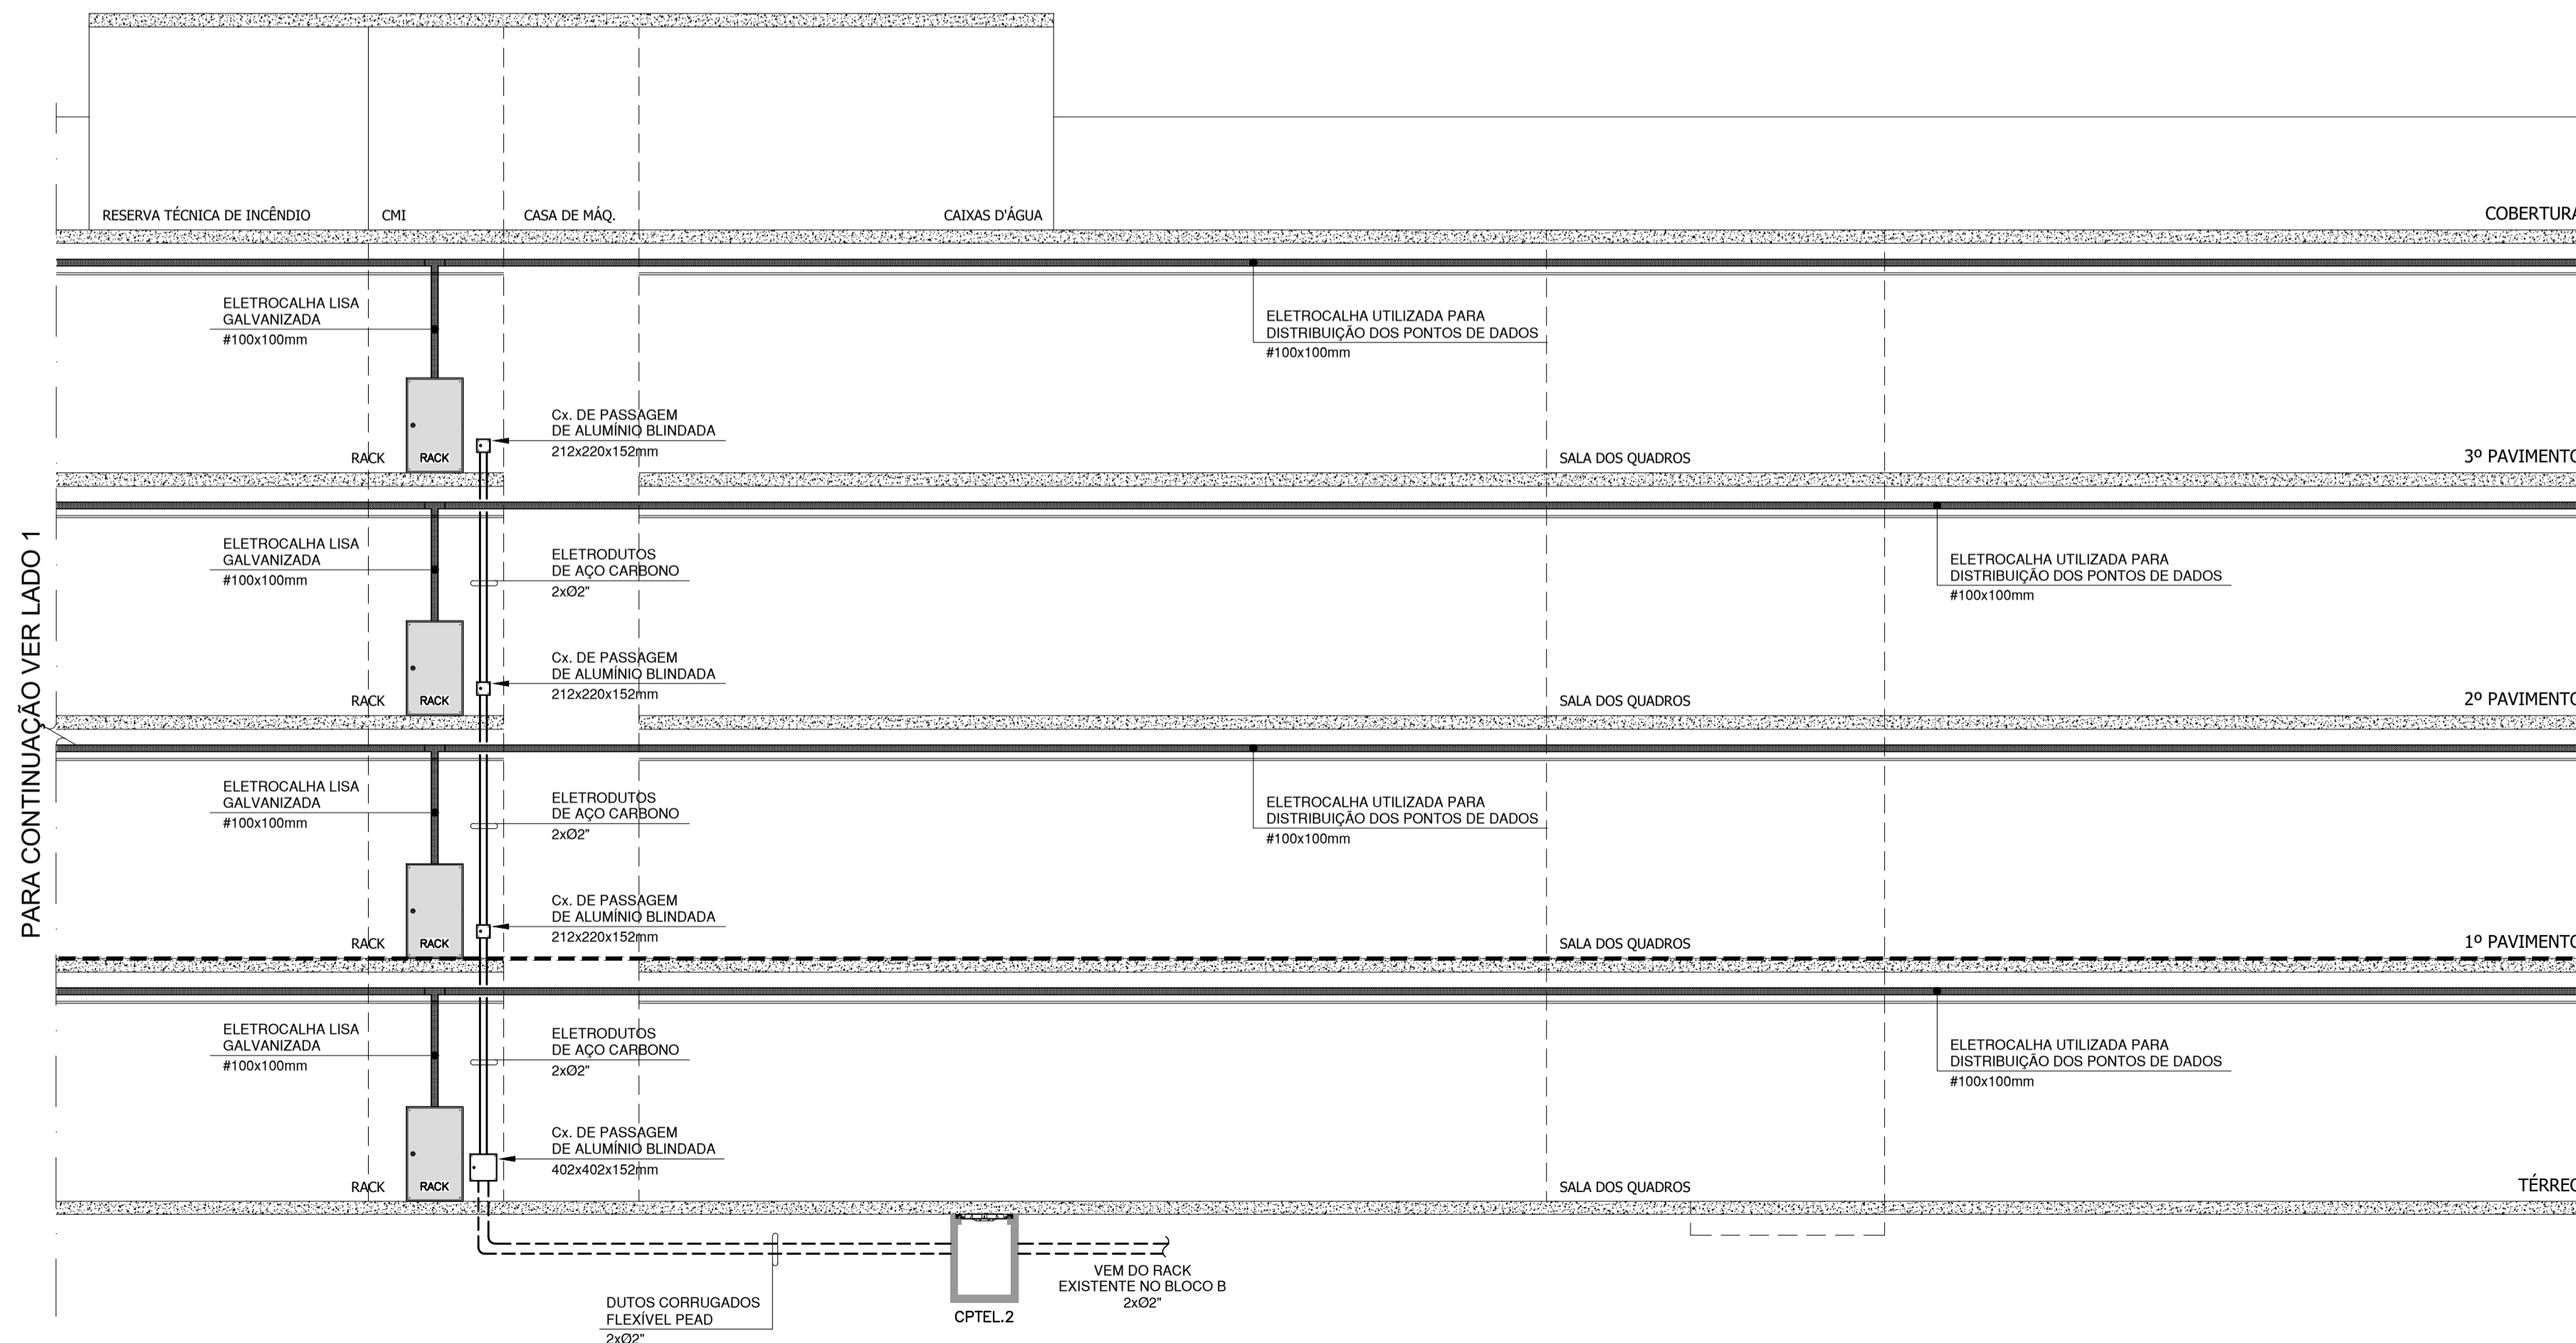 RESERVA TÉCNICA DE INCÊNDIO
CMI
CASA DE MÁQ.
CAIXAS D'ÁGUA
COBERTURA
ELETROCALHA LISA
GALVANIZADA
#100x100mm
ELETROCALHA UTILIZADA PARA
DISTRIBUIÇÃO DOS PONTOS DE DADOS
#100x100mm
Cx. DE PASSAGEM
DE ALUMÍNIO BLINDADA
212x220x152mm
RACK
RACK
SALA DOS QUADROS
3º PAVIMENTO
PARA CONTINUAÇÃO VER LADO 1
ELETROCALHA LISA
GALVANIZADA
#100x100mm
ELETRODUTOS
DE AÇO CARBONO
2xØ2"
ELETROCALHA UTILIZADA PARA
DISTRIBUIÇÃO DOS PONTOS DE DADOS
#100x100mm
Cx. DE PASSAGEM
DE ALUMÍNIO BLINDADA
212x220x152mm
RACK
RACK
SALA DOS QUADROS
2º PAVIMENTO
ELETROCALHA LISA
GALVANIZADA
#100x100mm
ELETRODUTOS
DE AÇO CARBONO
2xØ2"
ELETROCALHA UTILIZADA PARA
DISTRIBUIÇÃO DOS PONTOS DE DADOS
#100x100mm
Cx. DE PASSAGEM
DE ALUMÍNIO BLINDADA
212x220x152mm
RACK
RACK
SALA DOS QUADROS
1º PAVIMENTO
ELETROCALHA LISA
GALVANIZADA
#100x100mm
ELETRODUTOS
DE AÇO CARBONO
2xØ2"
ELETROCALHA UTILIZADA PARA
DISTRIBUIÇÃO DOS PONTOS DE DADOS
#100x100mm
Cx. DE PASSAGEM
DE ALUMÍNIO BLINDADA
402x402x152mm
RACK
RACK
SALA DOS QUADROS
TÉRREO
VEM DO RACK
EXISTENTE NO BLOCO B
2xØ2"
DUTOS CORRUGADOS
FLEXÍVEL PEAD
2xØ2"
CPTEL.2